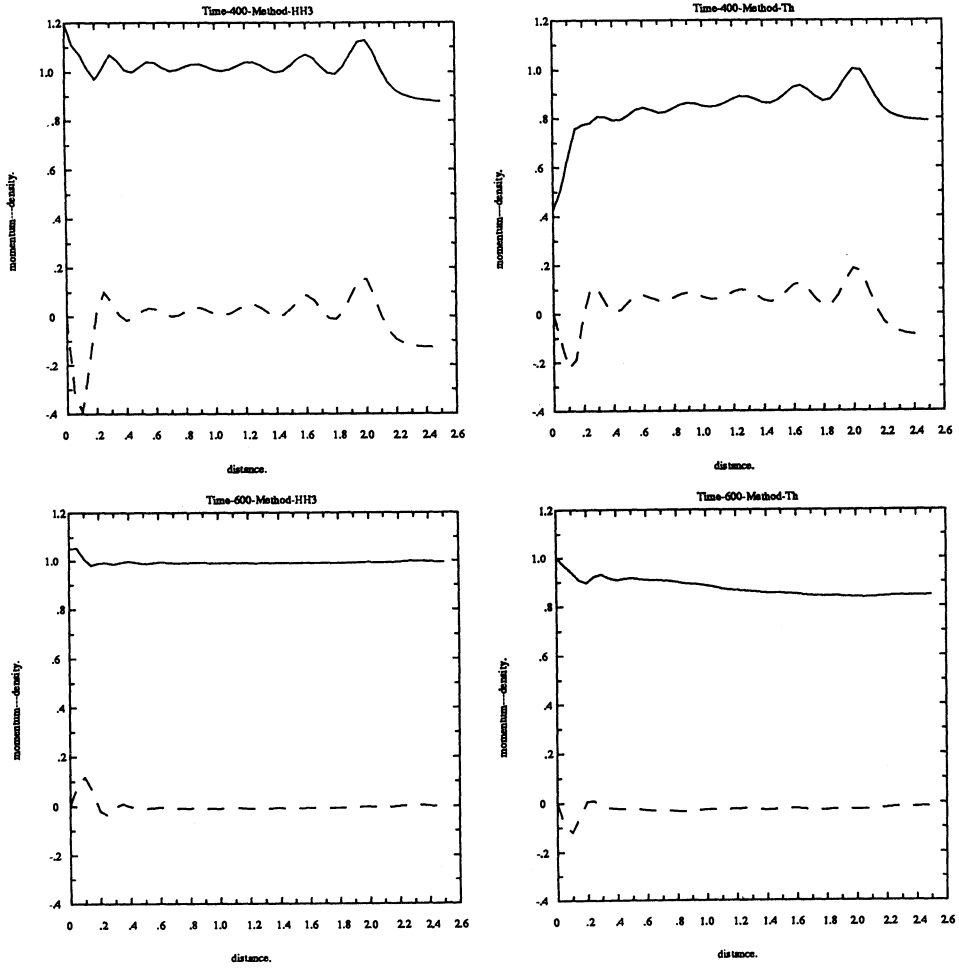 Time-400-Method-HH3
1.2
1.0
.8
.6
.4
.2
0
-.2
-.4
momentum---density.
0 .2 .4 .6 .8 1.0 1.2 1.4 1.6 1.8 2.0 2.2 2.4 2.6
distance.
Time-400-Method-Th
1.2
1.0
.8
.6
.4
.2
0
-.2
-.4
momentum---density.
0 .2 .4 .6 .8 1.0 1.2 1.4 1.6 1.8 2.0 2.2 2.4 2.6
distance.
Time-600-Method-HH3
1.2
1.0
.8
.6
.4
.2
0
-.2
-.4
momentum---density.
0 .2 .4 .6 .8 1.0 1.2 1.4 1.6 1.8 2.0 2.2 2.4 2.6
distance.
Time-600-Method-Th
1.2
1.0
.8
.6
.4
.2
0
-.2
-.4
momentum---density.
0 .2 .4 .6 .8 1.0 1.2 1.4 1.6 1.8 2.0 2.2 2.4 2.6
distance.